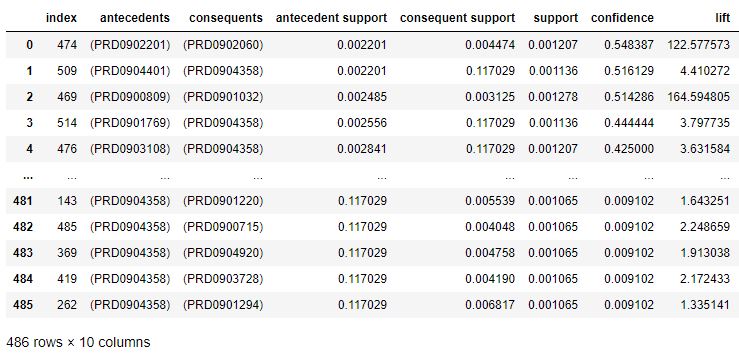 index antecedents consequents antecedent support consequent support support confidence lift
0 474 (PRD0902201) (PRD0902060) 0.002201 0.004474 0.001207 0.548387 122.577573
1 509 (PRD0904401) (PRD0904358) 0.002201 0.117029 0.001136 0.516129 4.410272
2 469 (PRD0900809) (PRD0901032) 0.002485 0.003125 0.001278 0.514286 164.594805
3 514 (PRD0901769) (PRD0904358) 0.002556 0.117029 0.001136 0.444444 3.797735
4 476 (PRD0903108) (PRD0904358) 0.002841 0.117029 0.001207 0.425000 3.631584
... ... ... ... ... ... ... ... ...
481 143 (PRD0904358) (PRD0901220) 0.117029 0.005539 0.001065 0.009102 1.643251
482 485 (PRD0904358) (PRD0900715) 0.117029 0.004048 0.001065 0.009102 2.248659
483 369 (PRD0904358) (PRD0904920) 0.117029 0.004758 0.001065 0.009102 1.913038
484 419 (PRD0904358) (PRD0903728) 0.117029 0.004190 0.001065 0.009102 2.172433
485 262 (PRD0904358) (PRD0901294) 0.117029 0.006817 0.001065 0.009102 1.335141
486 rows × 10 columns